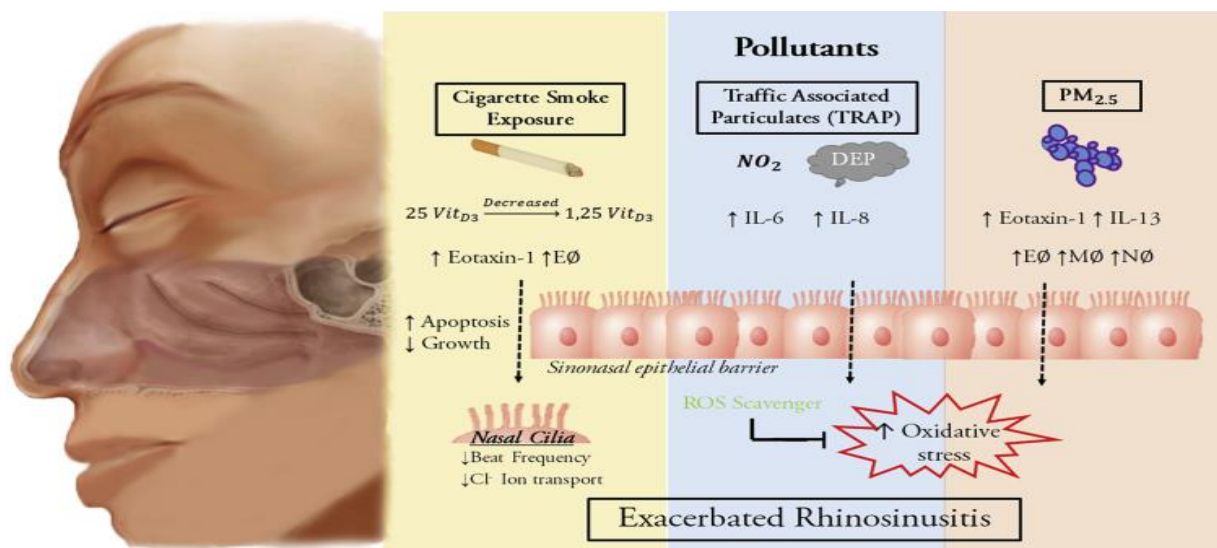 Pollutants
Cigarette Smoke
Exposure
25 Vit_D3 Decreased→ 1,25 Vit_D3
↑ Eotaxin-1 ↑EØ
↑ Apoptosis
↓ Growth
Nasal Cilia
↓Beat Frequency
↓Cl- Ion transport
Traffic Associated
Particulates (TRAP)
NO₂
DEP
↑ IL-6 ↑ IL-8
Sinonasal epithelial barrier
ROS Scavenger
↑ Oxidative
stress
PM₂.₅
↑ Eotaxin-1 ↑ IL-13
↑EØ ↑MØ ↑NØ
Exacerbated Rhinosinusitis